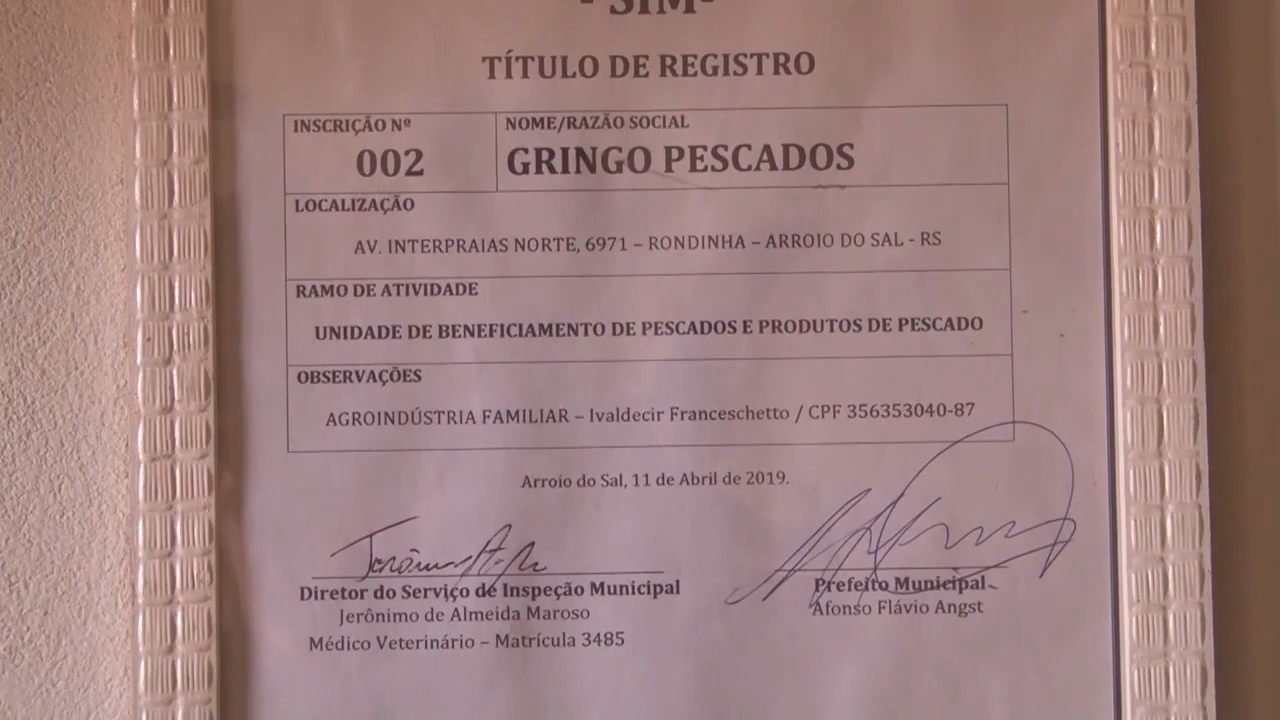 - SIM-
TÍTULO DE REGISTRO
INSCRIÇÃO Nº
002
NOME/RAZÃO SOCIAL
GRINGO PESCADOS
LOCALIZAÇÃO
AV. INTERPRAIAS NORTE, 6971 – RONDINHA – ARROIO DO SAL - RS
RAMO DE ATIVIDADE
UNIDADE DE BENEFICIAMENTO DE PESCADOS E PRODUTOS DE PESCADO
OBSERVAÇÕES
AGROINDÚSTRIA FAMILIAR – Ivaldecir Franceschetto / CPF 356353040-87
Arroio do Sal, 11 de Abril de 2019.
Diretor do Serviço de Inspeção Municipal
Jerônimo de Almeida Maroso
Médico Veterinário – Matrícula 3485
Prefeito Municipal
Afonso Flávio Angst